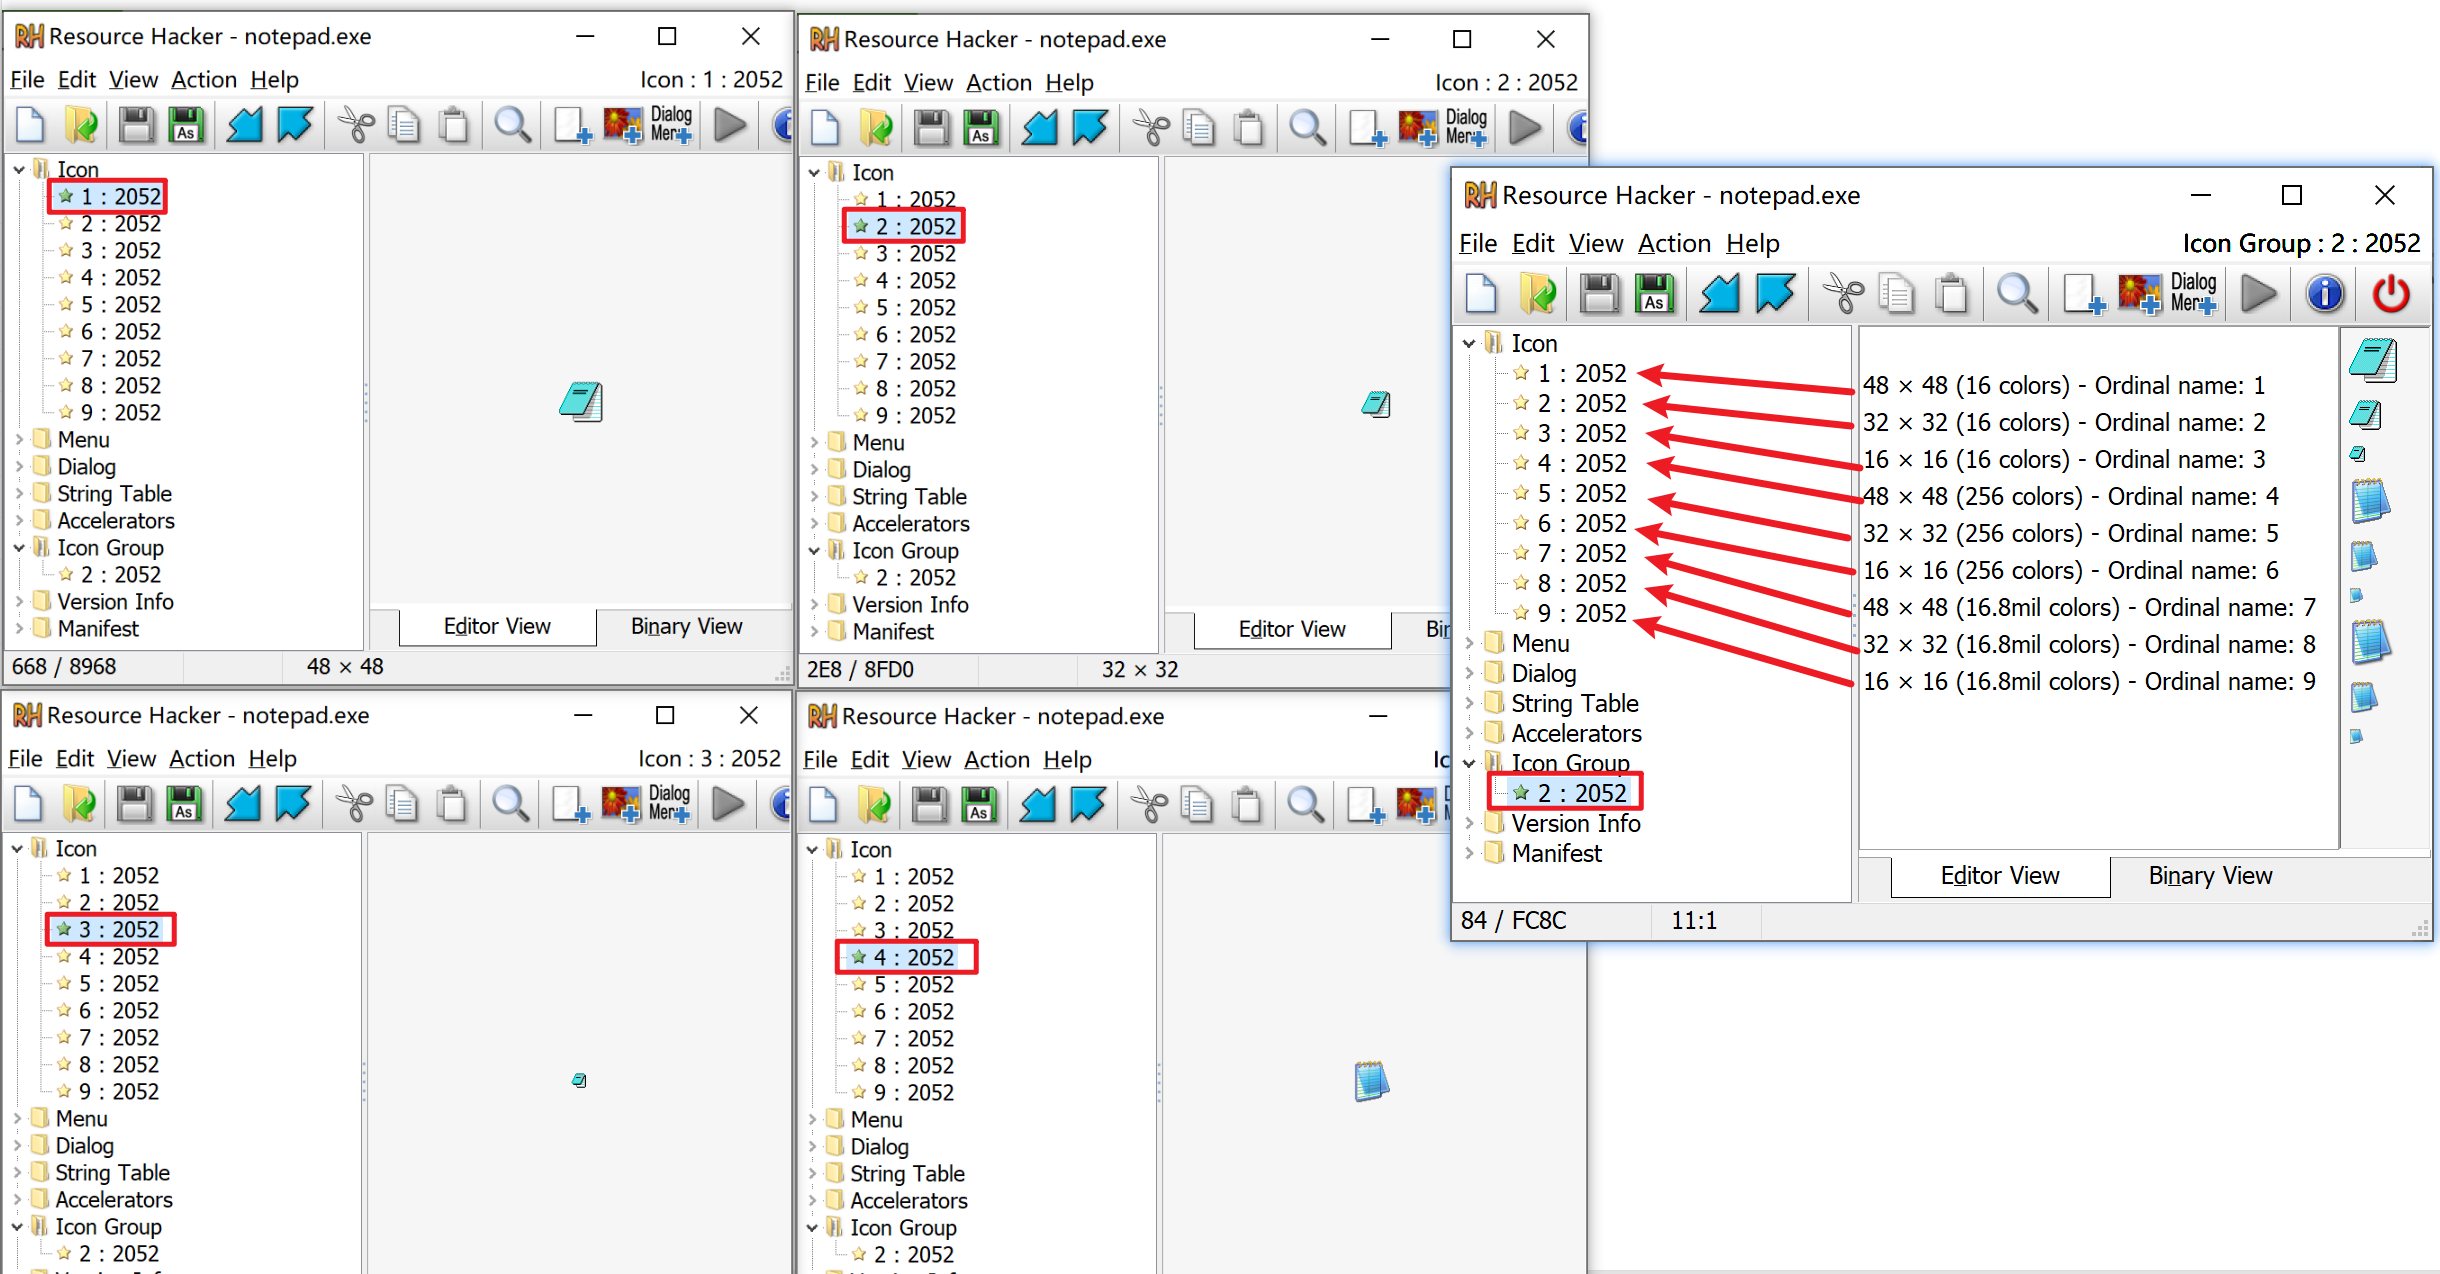 Resource Hacker - notepad.exe
File Edit View Action Help
Icon : 1 : 2052
As
Dialog
Men
Icon
1 : 2052
2 : 2052
3 : 2052
4 : 2052
5 : 2052
6 : 2052
7 : 2052
8 : 2052
9 : 2052
Menu
Dialog
String Table
Accelerators
Icon Group
2 : 2052
Version Info
Manifest
Editor View
Binary View
668 / 8968
48 × 48
Resource Hacker - notepad.exe
File Edit View Action Help
Icon : 2 : 2052
As
Dialog
Men
Icon
1 : 2052
2 : 2052
3 : 2052
4 : 2052
5 : 2052
6 : 2052
7 : 2052
8 : 2052
9 : 2052
Menu
Dialog
String Table
Accelerators
Icon Group
2 : 2052
Version Info
Manifest
Editor View
2E8 / 8FD0
32 × 32
Resource Hacker - notepad.exe
File Edit View Action Help
Icon Group : 2 : 2052
As
Dialog
Men
Icon
1 : 2052
2 : 2052
3 : 2052
4 : 2052
5 : 2052
6 : 2052
7 : 2052
8 : 2052
9 : 2052
Menu
Dialog
String Table
Accelerators
Icon Group
2 : 2052
Version Info
Manifest
48 × 48 (16 colors) - Ordinal name: 1
32 × 32 (16 colors) - Ordinal name: 2
16 × 16 (16 colors) - Ordinal name: 3
48 × 48 (256 colors) - Ordinal name: 4
32 × 32 (256 colors) - Ordinal name: 5
16 × 16 (256 colors) - Ordinal name: 6
48 × 48 (16.8mil colors) - Ordinal name: 7
32 × 32 (16.8mil colors) - Ordinal name: 8
16 × 16 (16.8mil colors) - Ordinal name: 9
Editor View
Binary View
84 / FC8C
11:1
Resource Hacker - notepad.exe
File Edit View Action Help
Icon : 3 : 2052
As
Dialog
Men
Icon
1 : 2052
2 : 2052
3 : 2052
4 : 2052
5 : 2052
6 : 2052
7 : 2052
8 : 2052
9 : 2052
Menu
Dialog
String Table
Accelerators
Icon Group
2 : 2052
Resource Hacker - notepad.exe
File Edit View Action Help
As
Icon
1 : 2052
2 : 2052
3 : 2052
4 : 2052
5 : 2052
6 : 2052
7 : 2052
8 : 2052
9 : 2052
Menu
Dialog
String Table
Accelerators
Icon Group
2 : 2052